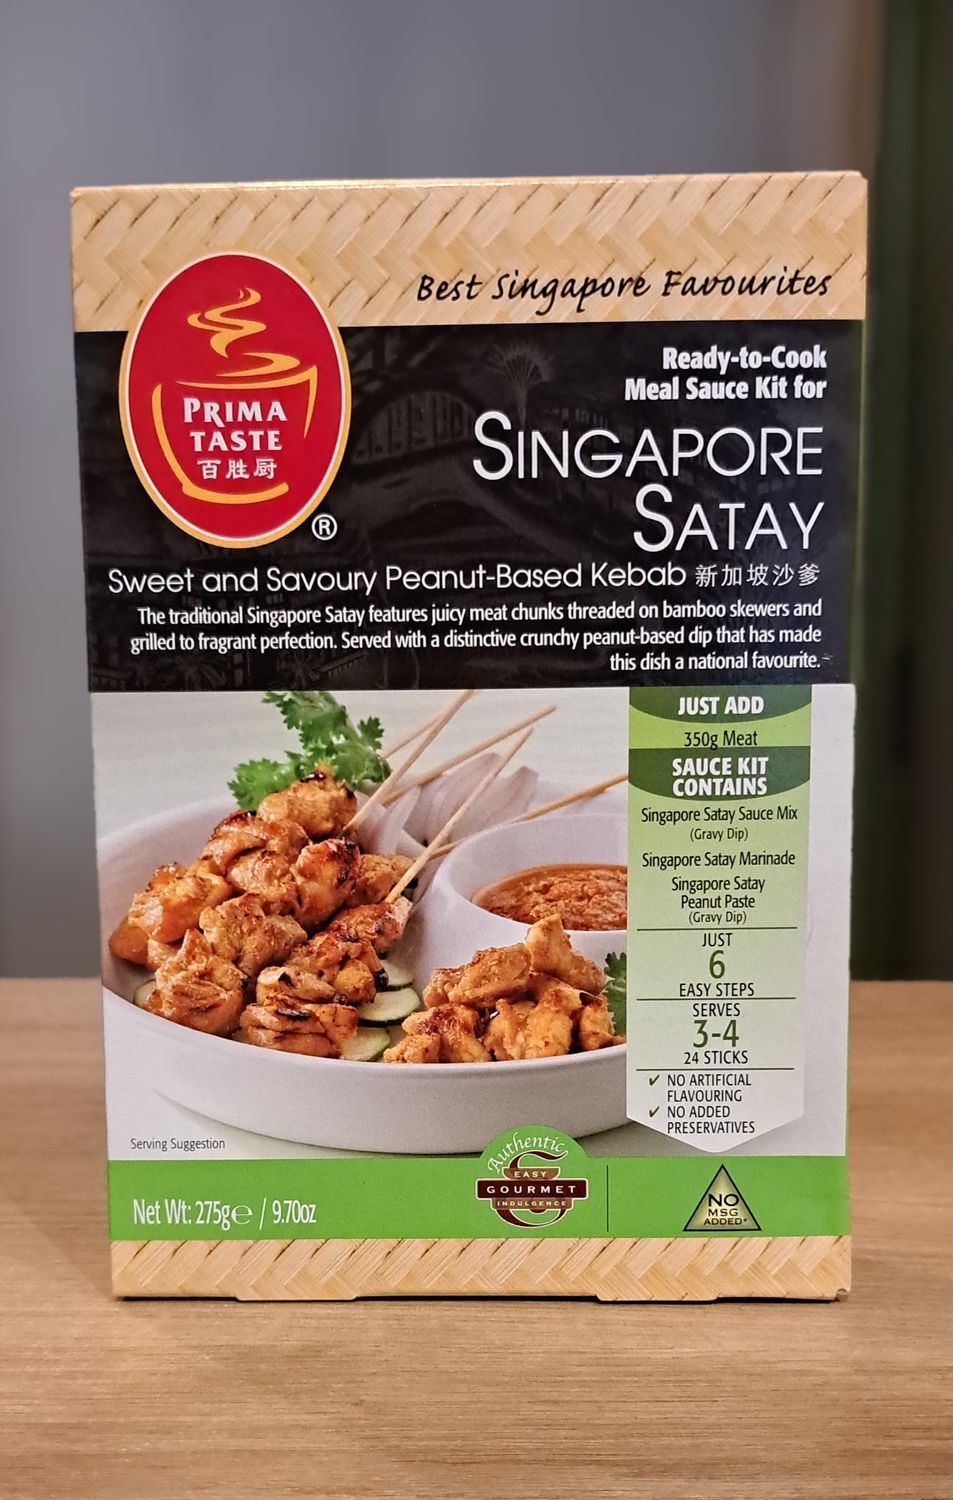 Best Singapore Favourites
PRIMA
TASTE
百胜厨
®
Ready-to-Cook
Meal Sauce Kit for
SINGAPORE
SATAY
Sweet and Savoury Peanut-Based Kebab 新加坡沙爹
The traditional Singapore Satay features juicy meat chunks threaded on bamboo skewers and
grilled to fragrant perfection. Served with a distinctive crunchy peanut-based dip that has made
this dish a national favourite.
JUST ADD
350g Meat
SAUCE KIT
CONTAINS
Singapore Satay Sauce Mix
(Gravy Dip)
Singapore Satay Marinade
Singapore Satay
Peanut Paste
(Gravy Dip)
JUST
6
EASY STEPS
SERVES
3-4
24 STICKS
✓ NO ARTIFICIAL
FLAVOURING
✓ NO ADDED
PRESERVATIVES
Serving Suggestion
Net Wt: 275g℮ / 9.70oz
Authentic
EASY
GOURMET
INDULGENCE
NO
MSG
ADDED*